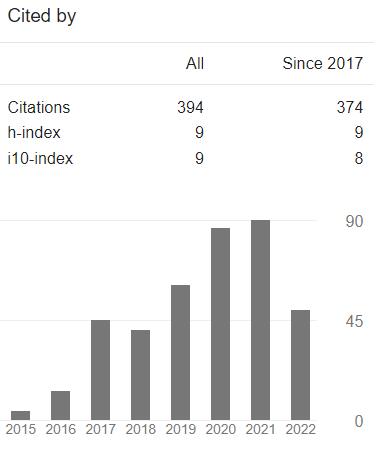 Cited by
All Since 2017
Citations 394 374
h-index 9 9
i10-index 9 8
90
45
0
2015 2016 2017 2018 2019 2020 2021 2022